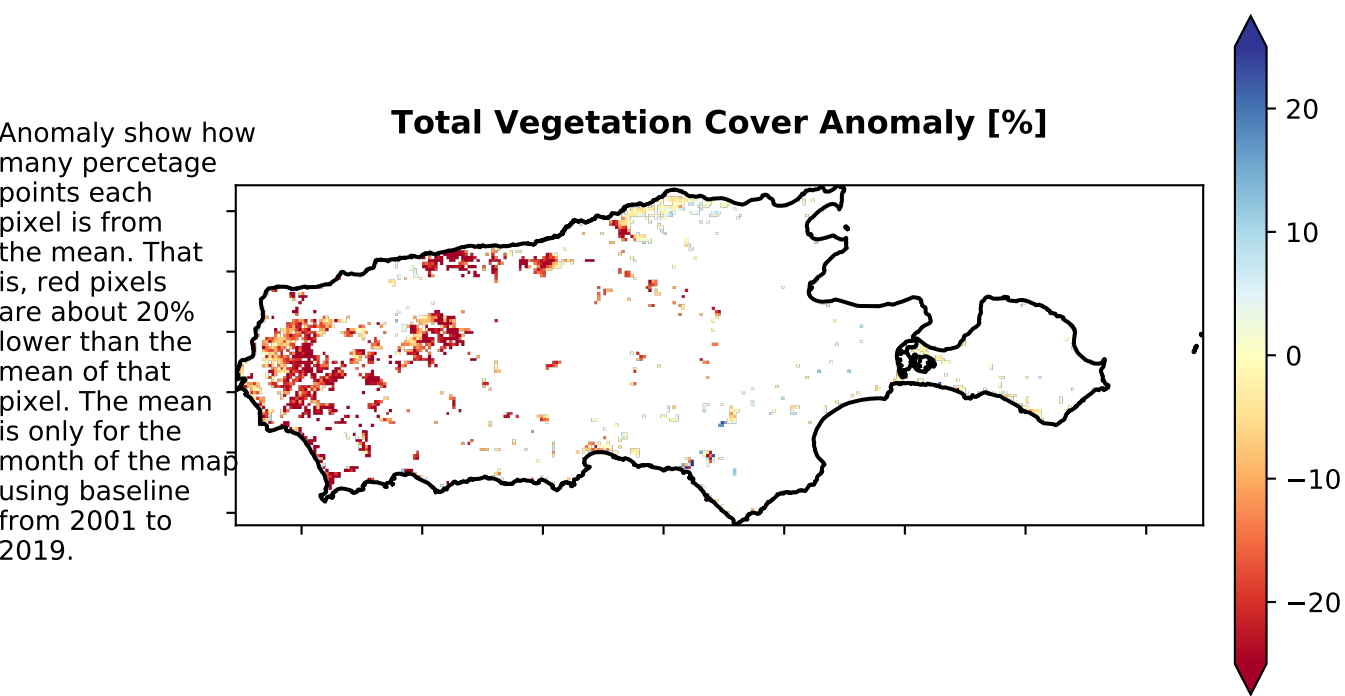 Total Vegetation Cover Anomaly [%]
Anomaly show how
many percetage
points each
pixel is from
the mean. That
is, red pixels
are about 20%
lower than the
mean of that
pixel. The mean
is only for the
month of the map
using baseline
from 2001 to
2019.
20
10
0
−10
−20